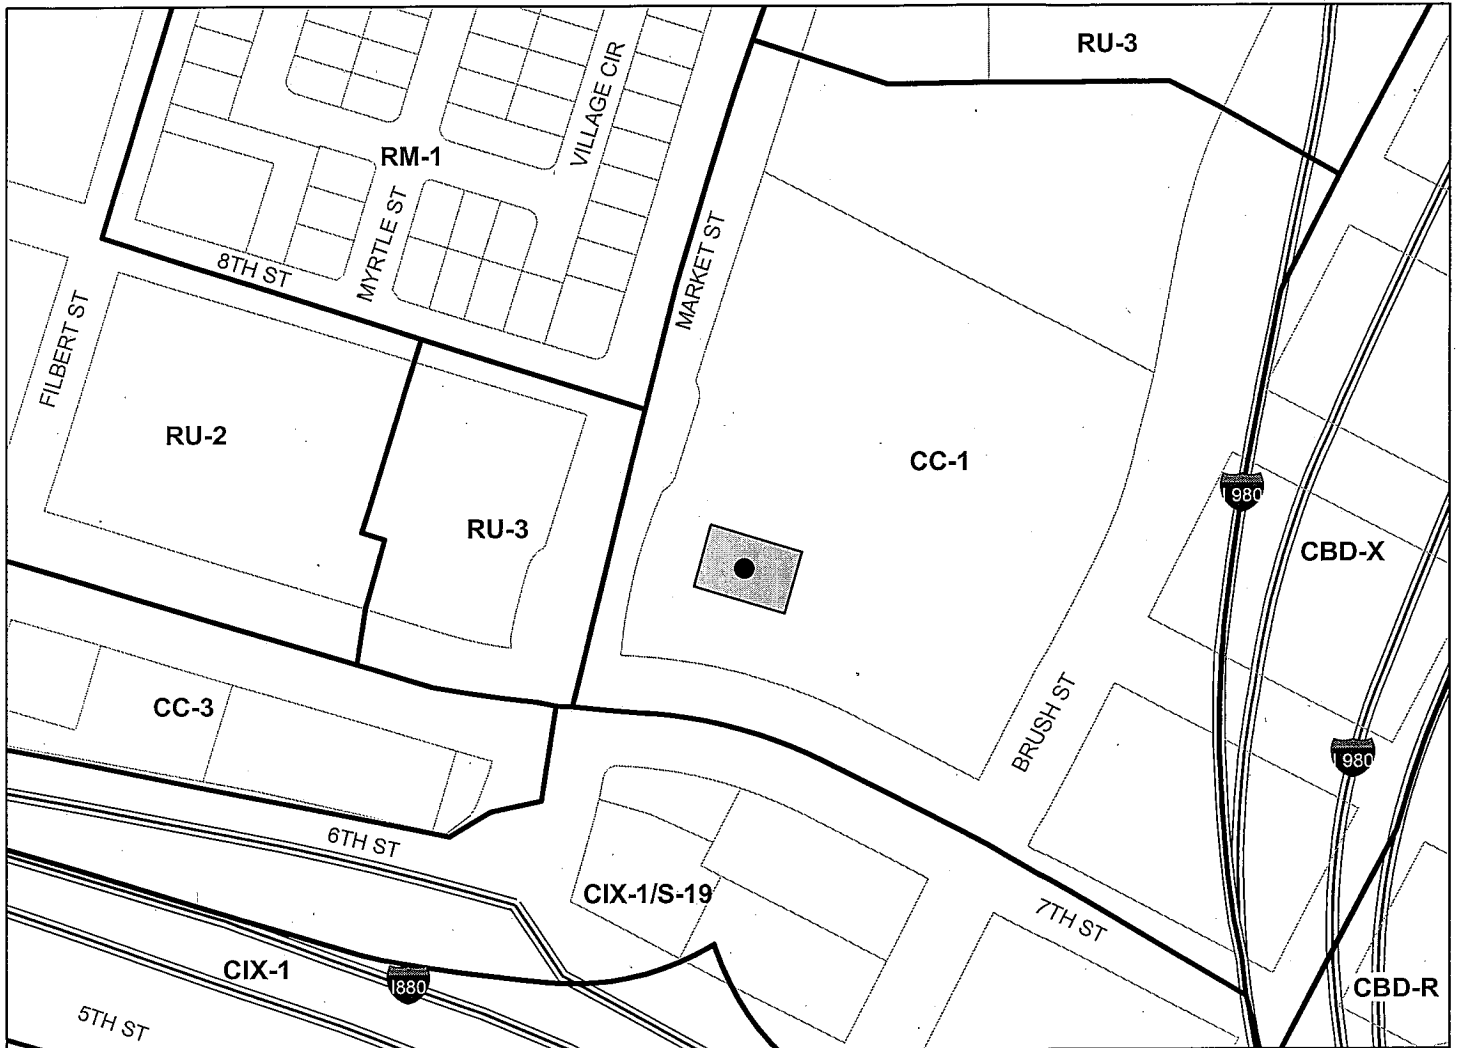 RU-3
VILLAGE CIR
RM-1
MYRTLE ST
MARKET ST
8TH ST
FILBERT ST
RU-2
CC-1
I 980
RU-3
CBD-X
BRUSH ST
CC-3
I 980
6TH ST
CIX-1/S-19
7TH ST
CIX-1
I880
CBD-R
5TH ST